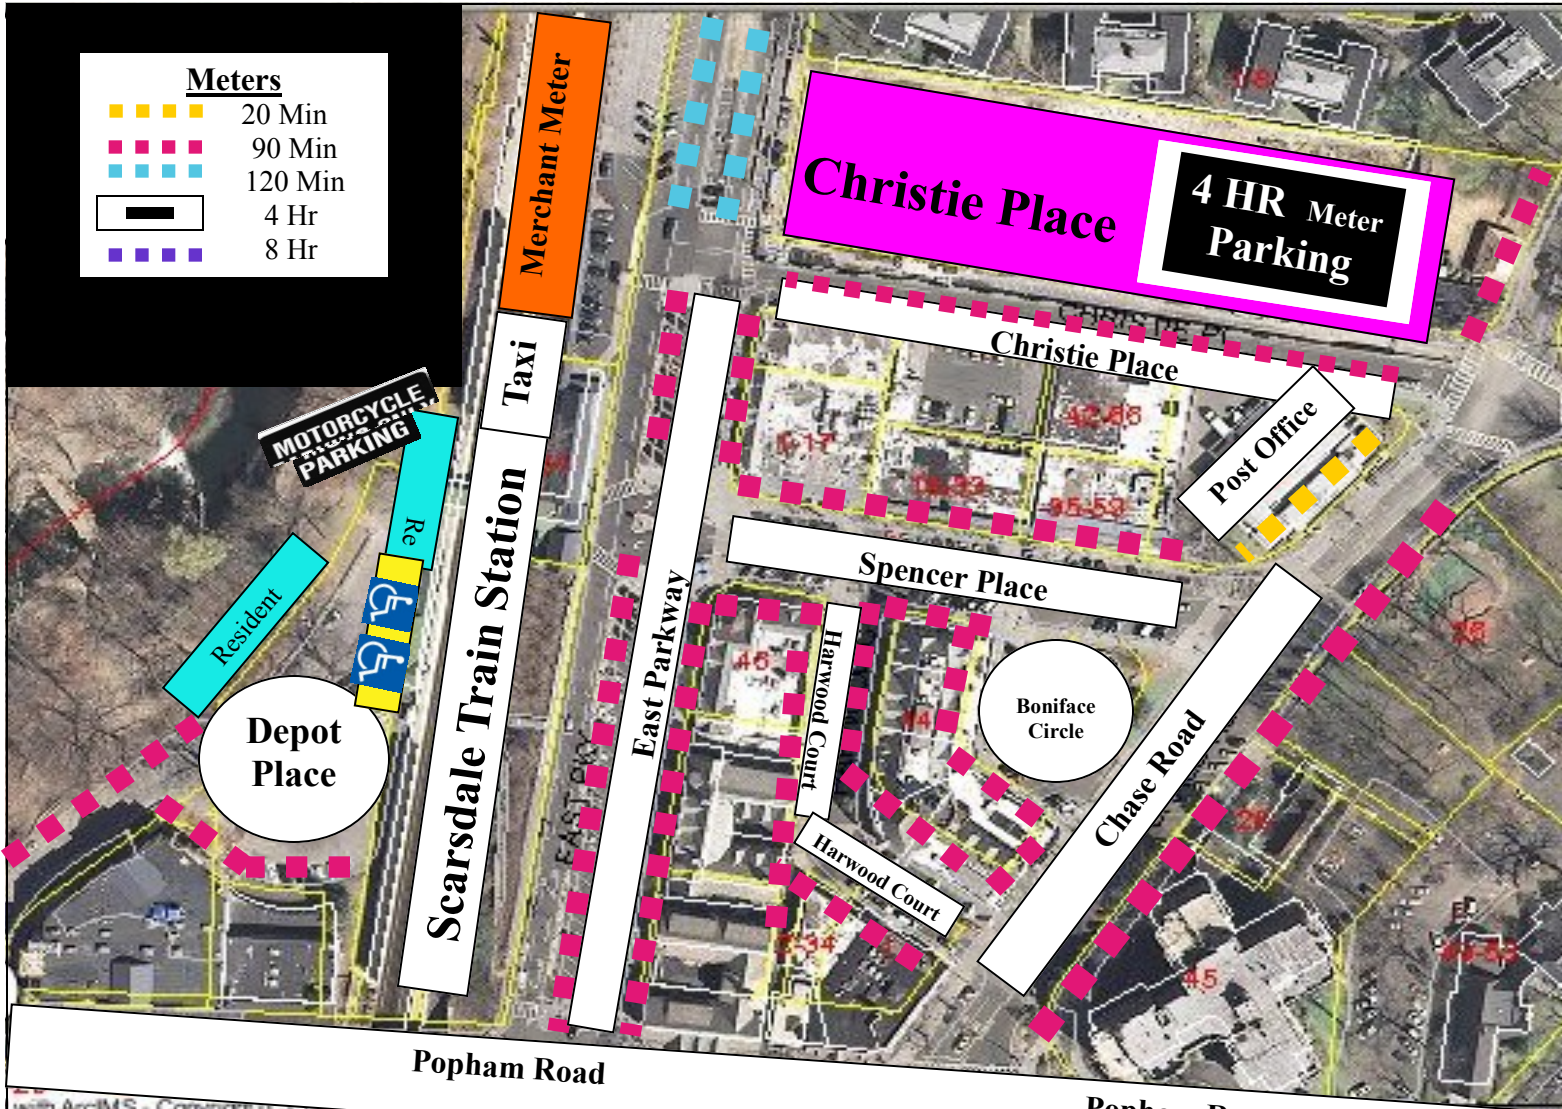 Meters
20 Min
90 Min
120 Min
4 Hr
8 Hr
Merchant Meter
Christie Place
4 HR Meter
Parking
Christie Place
Taxi
MOTORCYCLE
PARKING
Re
Resident
Post Office
Scarsdale Train Station
Spencer Place
East Parkway
Harwood Court
Boniface
Circle
Depot
Place
Chase Road
Harwood Court
45
Popham Road